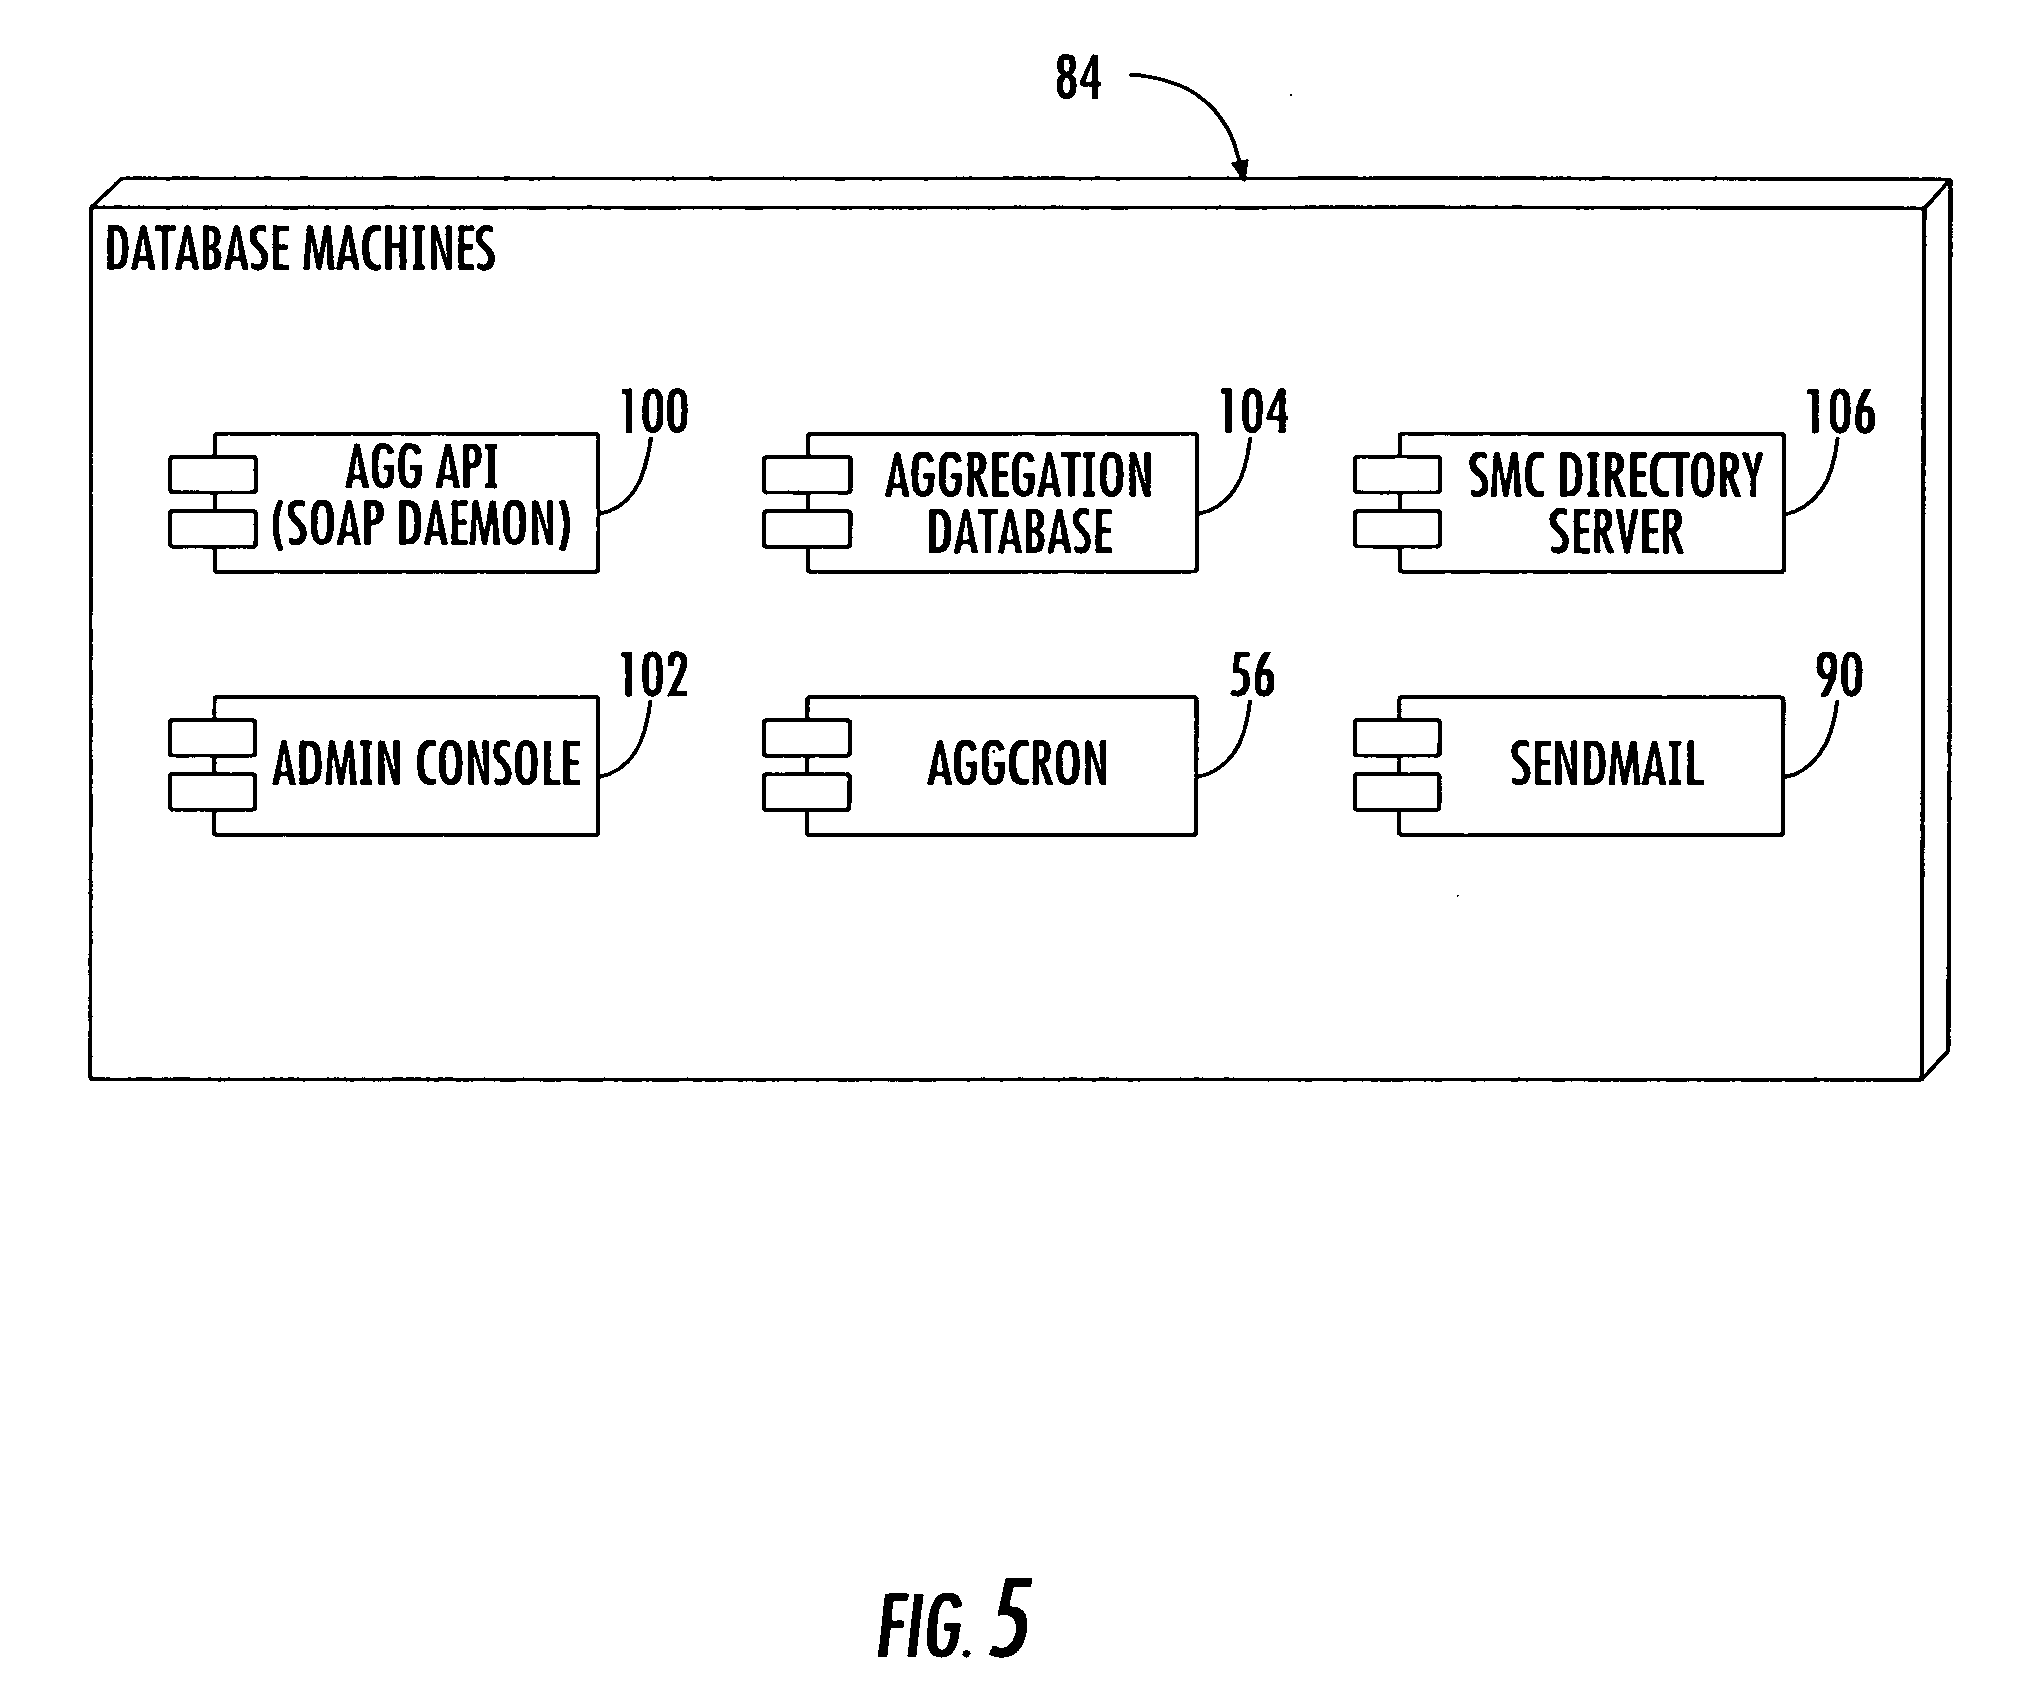 84
DATABASE MACHINES
100
104
106
AGG API
(SOAP DAEMON)
AGGREGATION
DATABASE
SMC DIRECTORY
SERVER
102
56
90
ADMIN CONSOLE
AGGCRON
SENDMAIL
FIG. 5